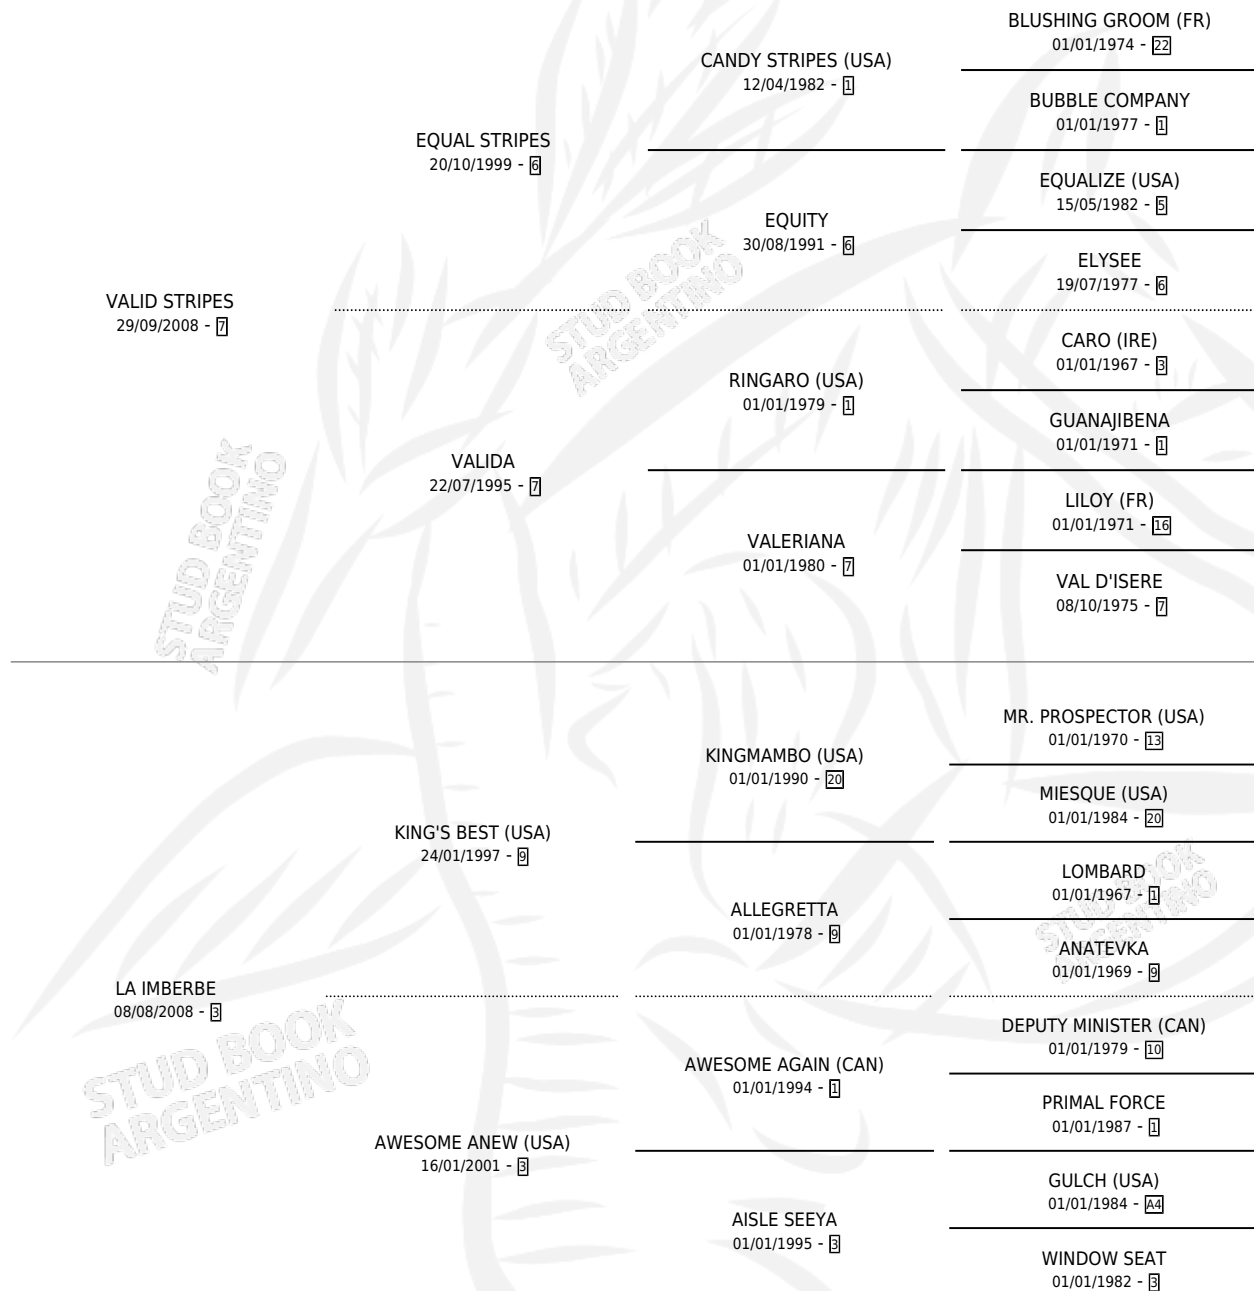 BLUSHING GROOM (FR)
01/01/1974 - 22
CANDY STRIPES (USA)
12/04/1982 - 1
BUBBLE COMPANY
01/01/1977 - 1
EQUAL STRIPES
20/10/1999 - 6
EQUALIZE (USA)
15/05/1982 - 5
EQUITY
30/08/1991 - 6
ELYSEE
19/07/1977 - 6
VALID STRIPES
29/09/2008 - 7
CARO (IRE)
01/01/1967 - 3
RINGARO (USA)
01/01/1979 - 1
GUANAJIBENA
01/01/1971 - 1
VALIDA
22/07/1995 - 7
LILOY (FR)
01/01/1971 - 16
VALERIANA
01/01/1980 - 7
VAL D'ISERE
08/10/1975 - 7
MR. PROSPECTOR (USA)
01/01/1970 - 13
KINGMAMBO (USA)
01/01/1990 - 20
MIESQUE (USA)
01/01/1984 - 20
KING'S BEST (USA)
24/01/1997 - 9
LOMBARD
01/01/1967 - 1
ALLEGRETTA
01/01/1978 - 9
ANATEVKA
01/01/1969 - 9
LA IMBERBE
08/08/2008 - 3
DEPUTY MINISTER (CAN)
01/01/1979 - 10
AWESOME AGAIN (CAN)
01/01/1994 - 1
PRIMAL FORCE
01/01/1987 - 1
AWESOME ANEW (USA)
16/01/2001 - 3
GULCH (USA)
01/01/1984 - A4
AISLE SEEYA
01/01/1995 - 3
WINDOW SEAT
01/01/1982 - 3
STUD BOOK
ARGENTINO
STUD BOOK
ARGENTINO
STUD BOOK
ARGENTINO
STUD BOOK
ARGENTINO